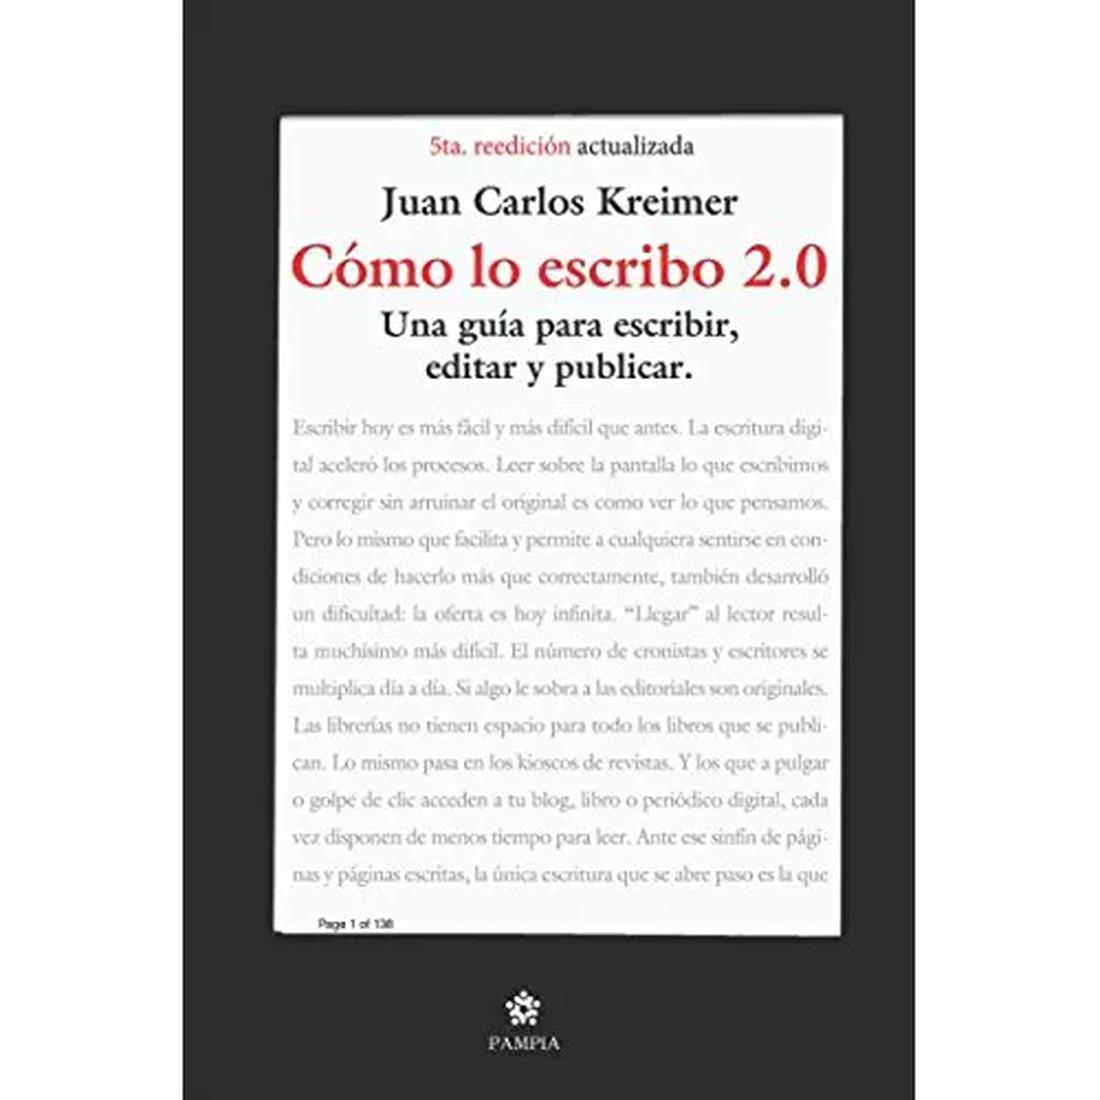 5ta. reedición actualizada
Juan Carlos Kreimer
Cómo lo escribo 2.0
Una guía para escribir,
editar y publicar.
Escribir hoy es más fácil y más difícil que antes. La escritura digi-
tal aceleró los procesos. Leer sobre la pantalla lo que escribimos
y corregir sin arruinar el original es como ver lo que pensamos.
Pero lo mismo que facilita y permite a cualquiera sentirse en con-
diciones de hacerlo más que correctamente, también desarrolló
un dificultad: la oferta es hoy infinita. “Llegar” al lector resul-
ta muchísimo más difícil. El número de cronistas y escritores se
multiplica día a día. Si algo le sobra a las editoriales son originales.
Las librerías no tienen espacio para todo los libros que se publi-
can. Lo mismo pasa en los kioscos de revistas. Y los que a pulgar
o golpe de clic acceden a tu blog, libro o periódico digital, cada
vez disponen de menos tiempo para leer. Ante ese sinfín de pági-
nas y páginas escritas, la única escritura que se abre paso es la que
Page 1 of 138
PAMPIA